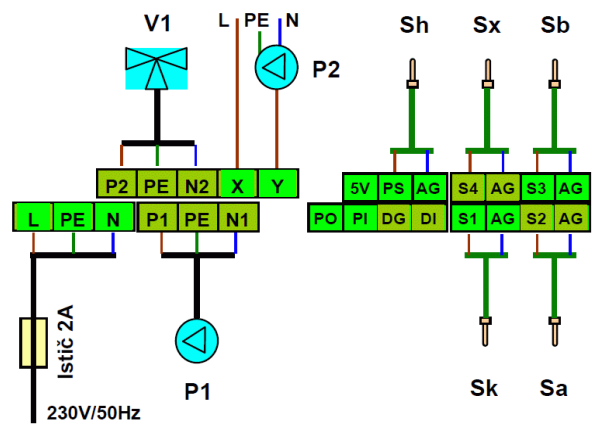 V1
L PE N
P2
Sh Sx Sb
P2 PE N2 X Y
5V PS AG S4 AG S3 AG
L PE N P1 PE N1
PO PI DG DI S1 AG S2 AG
Istič 2A
P1
Sk Sa
230V/50Hz